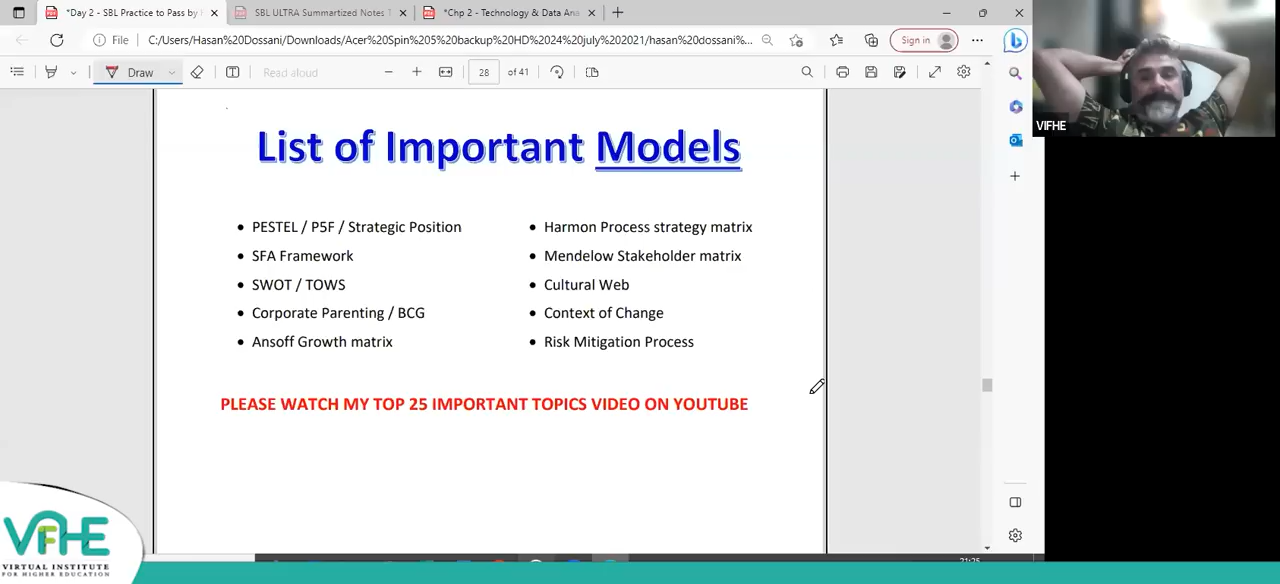 *Day 2 - SBL Practice to Pass by
SBL ULTRA Summartized Notes
*Chp 2 - Technology & Data Ana
File
C:/Users/Hasan%20Dossani/Downloads/Acer%20Spin%205%20backup%20HD%2024%20july%202021/hasan%20dossani/...
Sign in
Draw
Read aloud
28
of 41
VIFHE
List of Important Models
• PESTEL / P5F / Strategic Position
• SFA Framework
• SWOT / TOWS
• Corporate Parenting / BCG
• Ansoff Growth matrix
• Harmon Process strategy matrix
• Mendelow Stakeholder matrix
• Cultural Web
• Context of Change
• Risk Mitigation Process
PLEASE WATCH MY TOP 25 IMPORTANT TOPICS VIDEO ON YOUTUBE
VIFHE
VIRTUAL INSTITUTE
FOR HIGHER EDUCATION